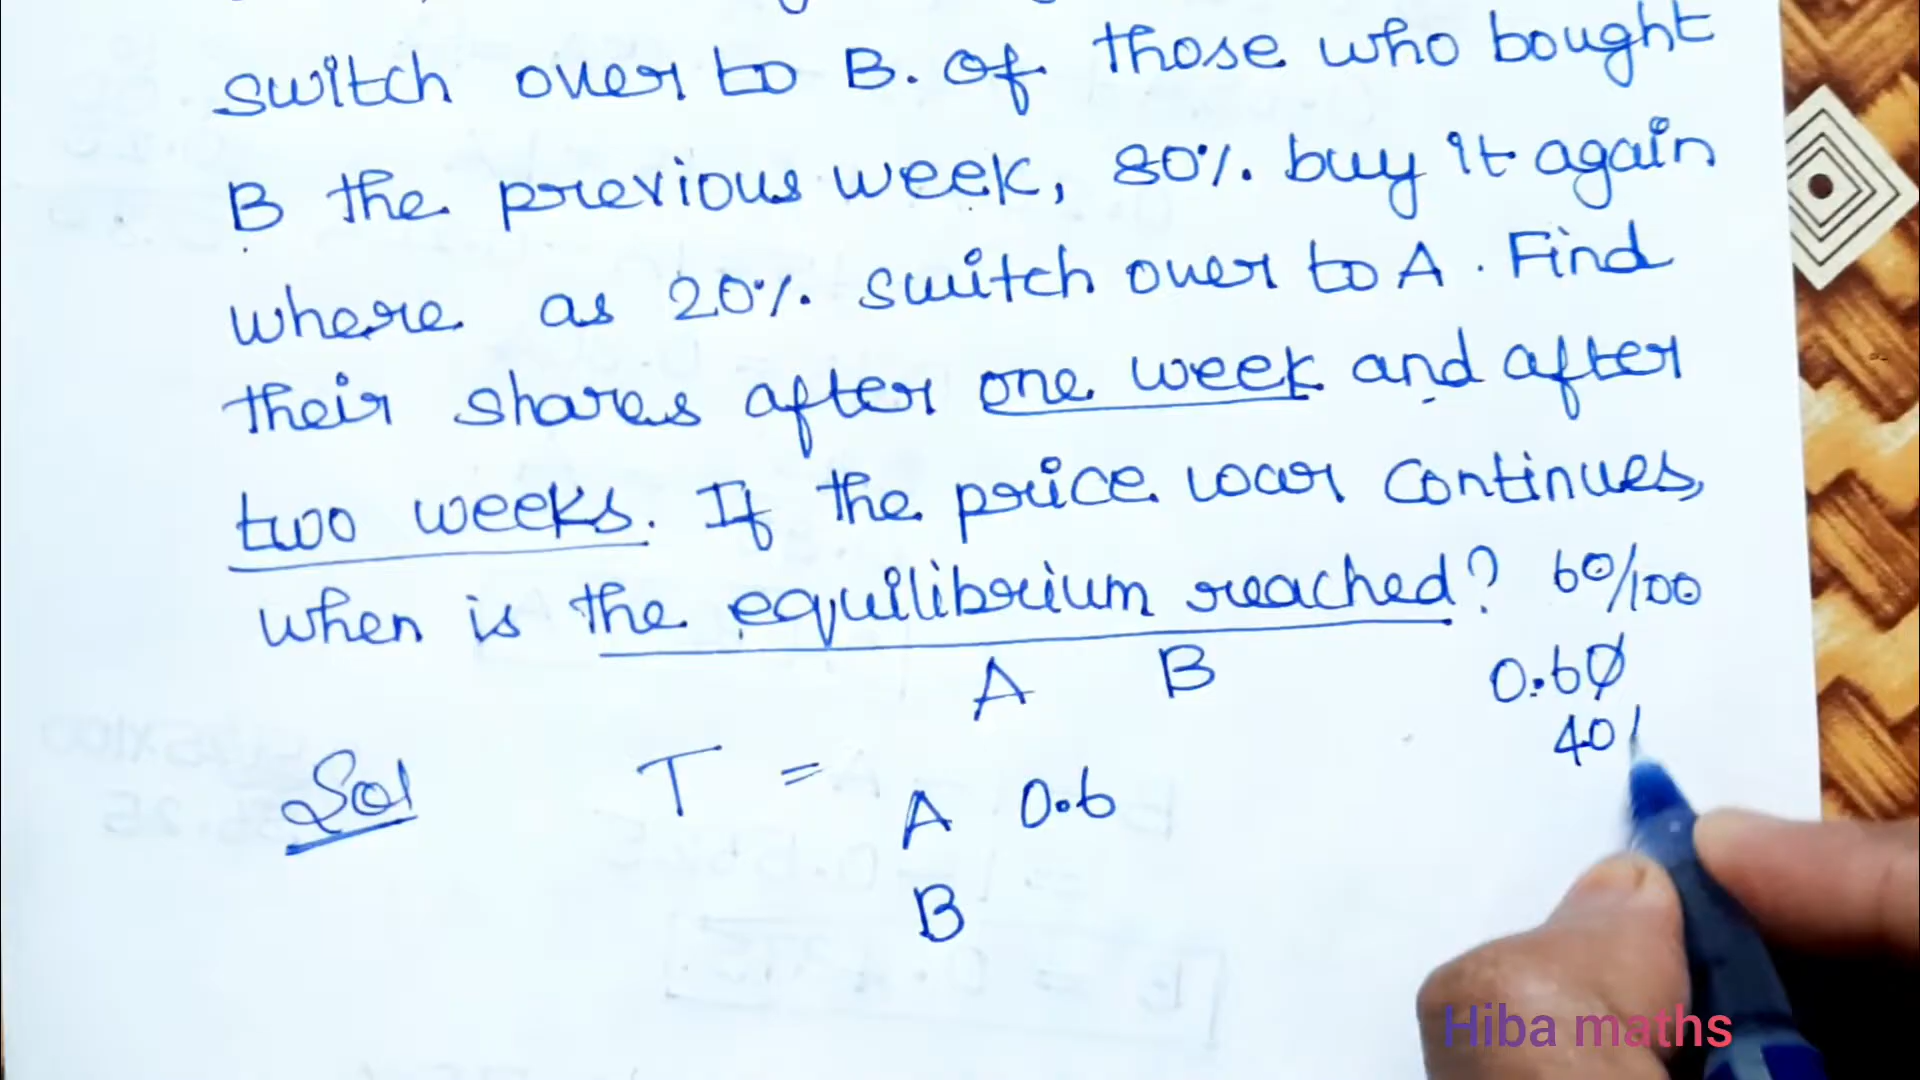 switch over to B. Of those who bought
B the previous week, 80%. buy it again
where as 20%. switch over to A. Find
their shares after one week and after
two weeks. If the price war continues,
when is the equilibrium reached? 60/100
A B 0.60
40/
Sol T = A 0.6
B
Hiba maths